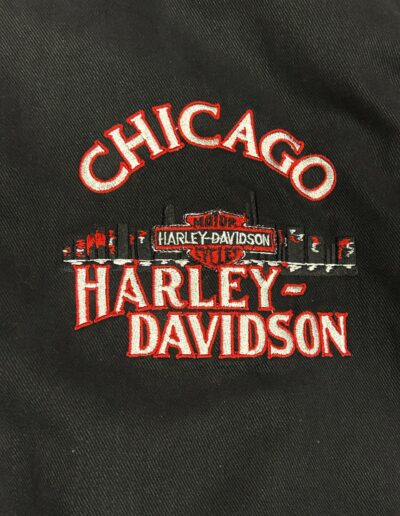 CHICAGO
MOTOR
HARLEY-DAVIDSON
CYCLES
HARLEY-
DAVIDSON